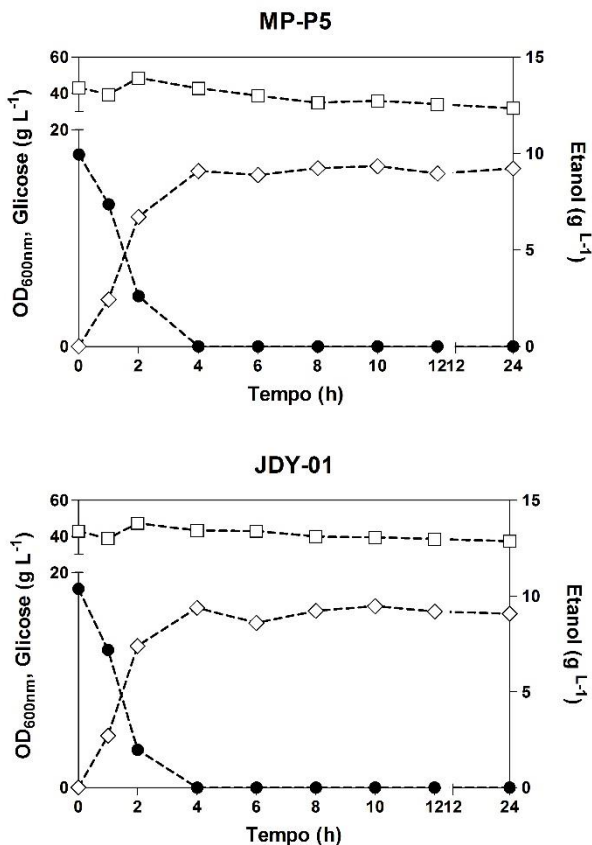 MP-P5
60
40
20
0
OD600nm, Glicose (g L-1)
15
10
5
0
Etanol (g L-1)
0 2 4 6 8 10 12 12 24
Tempo (h)
JDY-01
60
40
20
0
OD600nm, Glicose (g L-1)
15
10
5
0
Etanol (g L-1)
0 2 4 6 8 10 12 12 24
Tempo (h)